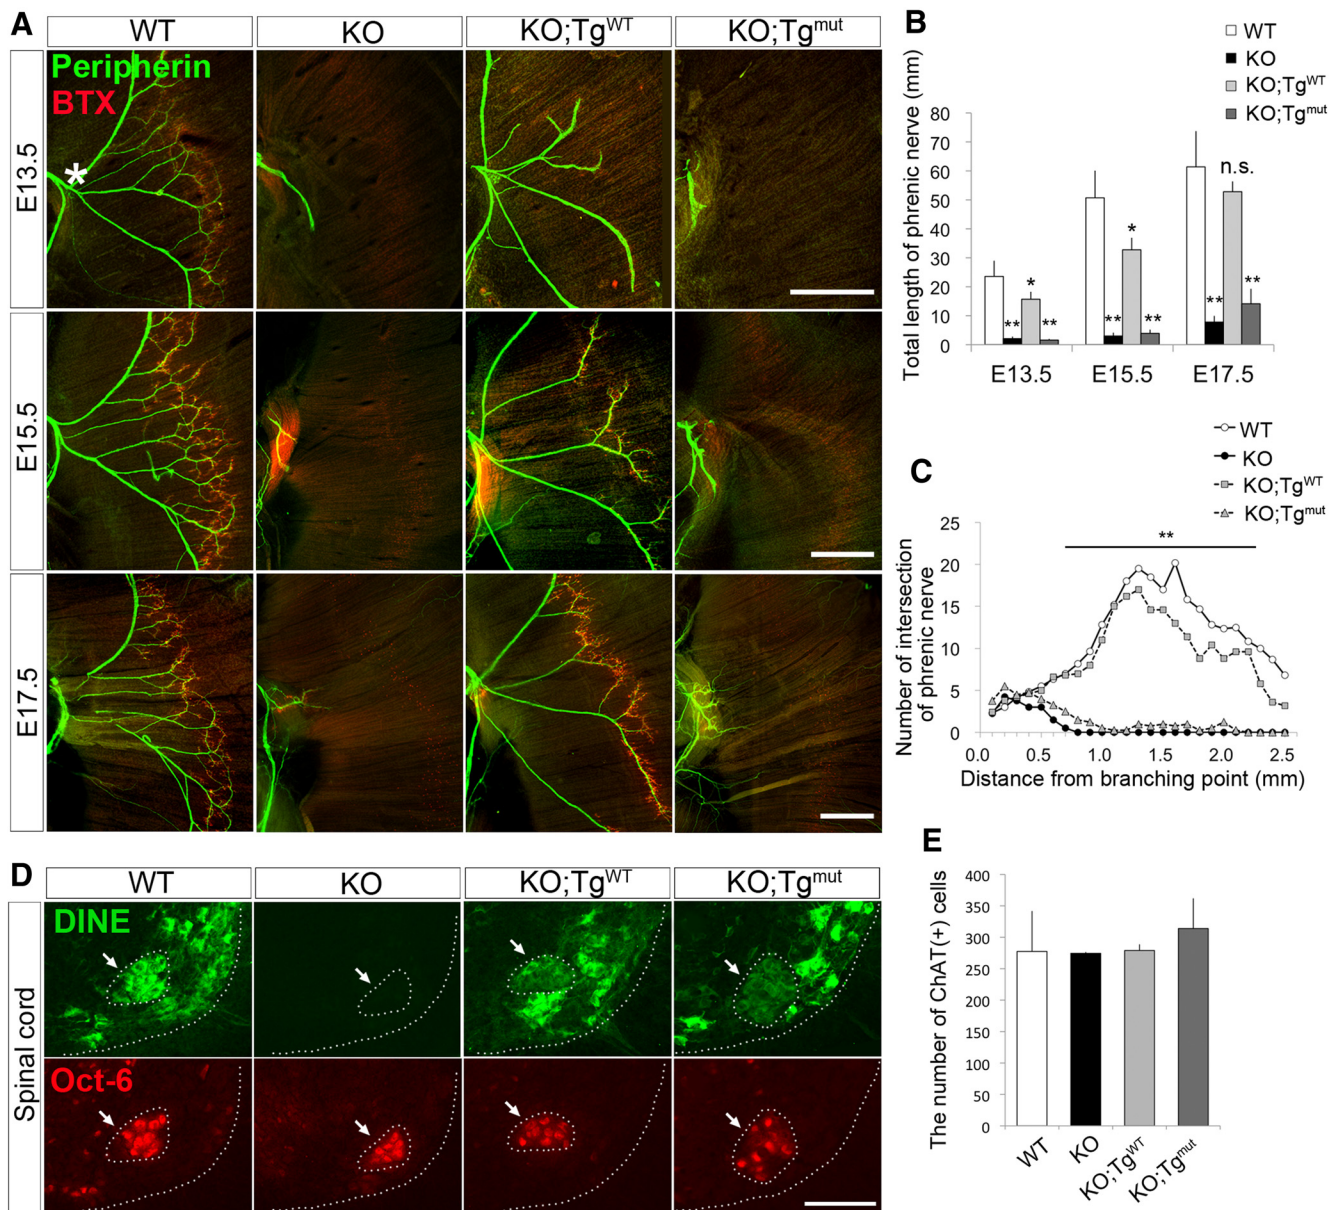 A
WT
KO
KO;Tg^WT
KO;Tg^mut
Peripherin
BTX
*
E13.5
E15.5
E17.5
B
WT
KO
KO;Tg^WT
KO;Tg^mut
Total length of phrenic nerve (mm)
80
70
60
50
40
30
20
10
0
** * **
** * **
** n.s. **
E13.5 E15.5 E17.5
C
WT
KO
KO;Tg^WT
KO;Tg^mut
Number of intersection
of phrenic nerve
25
20
15
10
5
0
**
0.0 0.5 1.0 1.5 2.0 2.5
Distance from branching point (mm)
D
WT
KO
KO;Tg^WT
KO;Tg^mut
Spinal cord
DINE
Oct-6
E
The number of ChAT(+) cells
400
350
300
250
200
150
100
50
0
WT
KO
KO;Tg^WT
KO;Tg^mut